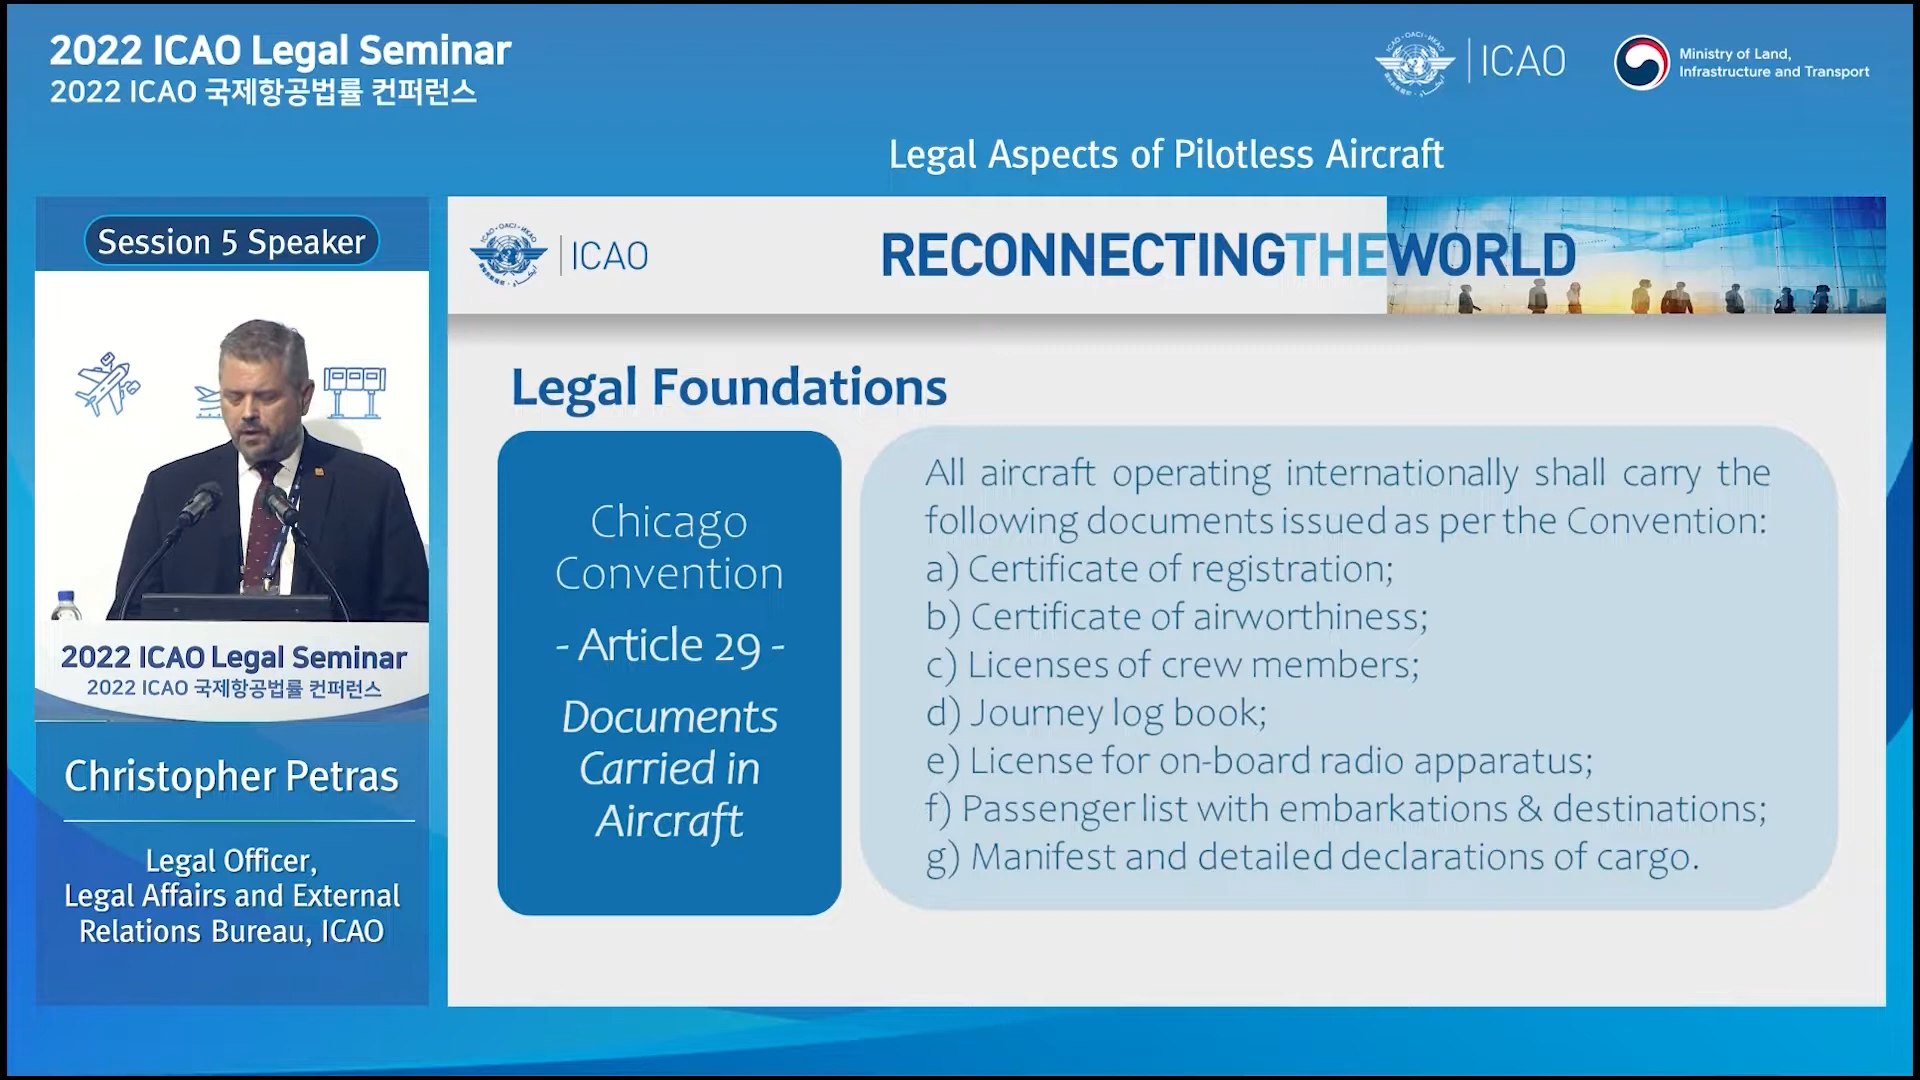 2022 ICAO Legal Seminar
2022 ICAO 국제항공법률 컨퍼런스
ICAO
Ministry of Land,
Infrastructure and Transport
Legal Aspects of Pilotless Aircraft
Session 5 Speaker
2022 ICAO Legal Seminar
2022 ICAO 국제항공법률 컨퍼런스
Christopher Petras
Legal Officer,
Legal Affairs and External
Relations Bureau, ICAO
ICAO
RECONNECTINGTHEWORLD
Legal Foundations
Chicago
Convention
- Article 29 -
Documents
Carried in
Aircraft
All aircraft operating internationally shall carry the
following documents issued as per the Convention:
a) Certificate of registration;
b) Certificate of airworthiness;
c) Licenses of crew members;
d) Journey log book;
e) License for on-board radio apparatus;
f) Passenger list with embarkations & destinations;
g) Manifest and detailed declarations of cargo.